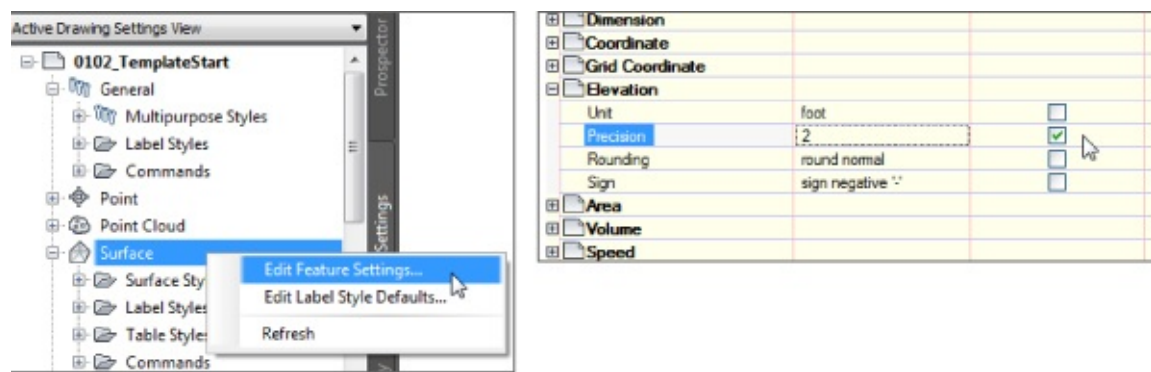 Active Drawing Settings View
0102_TemplateStart
General
Multipurpose Styles
Label Styles
Commands
Point
Point Cloud
Surface
Surface Sty
Label Styles
Table Styles
Commands
Edit Feature Settings...
Edit Label Style Defaults...
Refresh
Prospector
Settings
Dimension
Coordinate
Grid Coordinate
Elevation
Unit foot
Precision 2
Rounding round normal
Sign sign negative '-'
Area
Volume
Speed